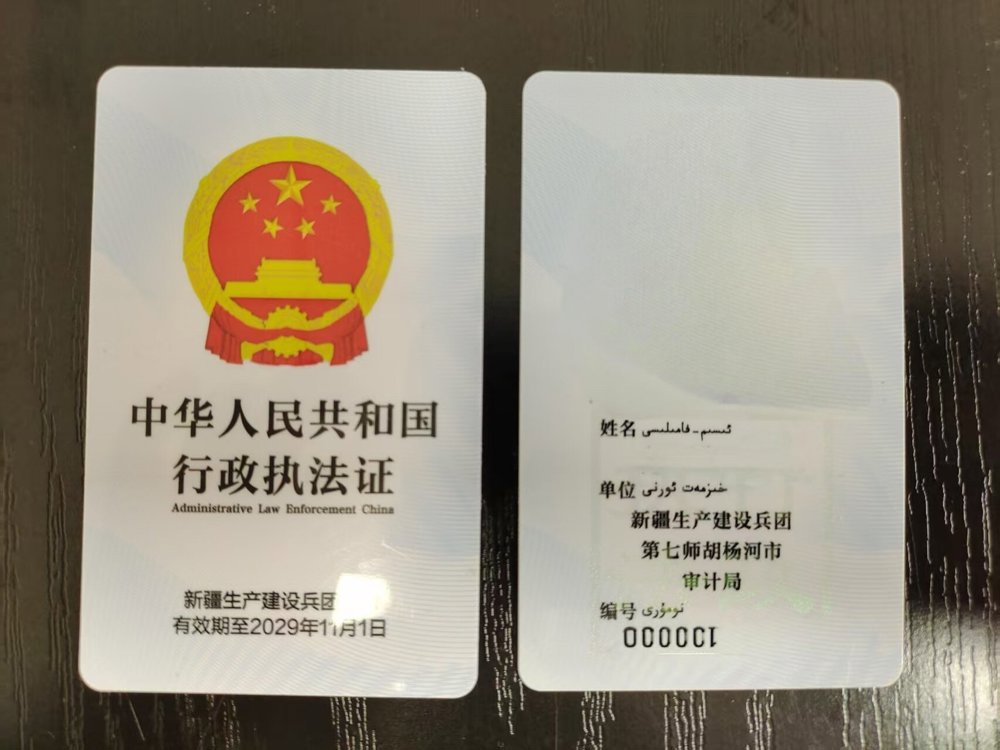 中华人民共和国
行政执法证
Administrative Law Enforcement China
新疆生产建设兵团
有效期至2029年11月1日
姓名 ئىسىم-فامىلىسى
单位 خىزمەت ئورنى
新疆生产建设兵团
第七师胡杨河市
审计局
编号 نومۇرى
100000